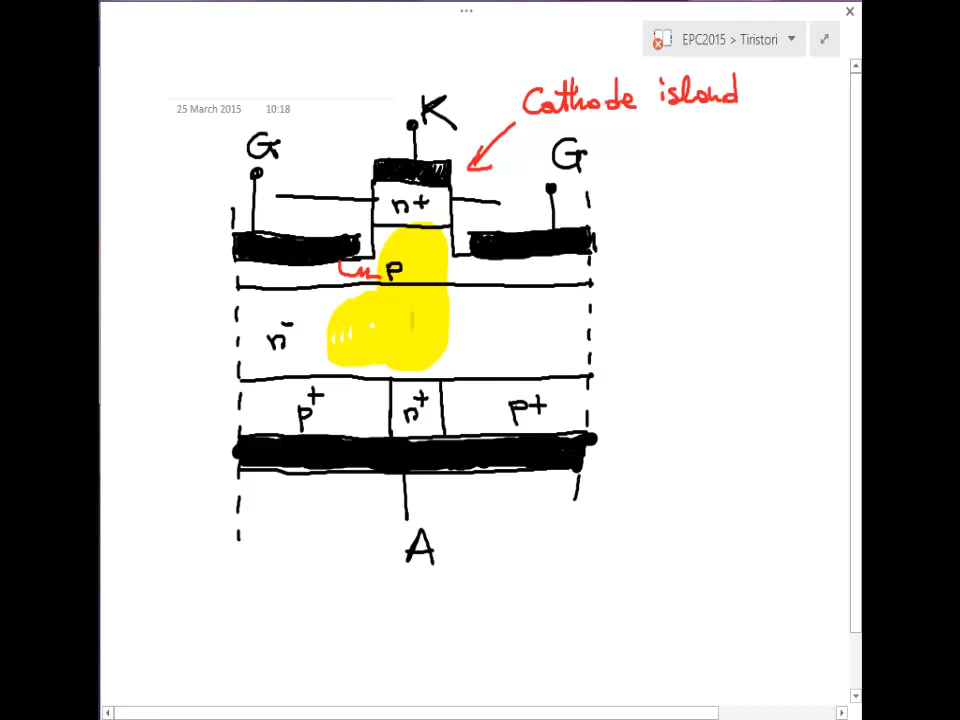 EPC2015 > Tiristori
25 March 2015 10:18
K
Cathode island
G
G
n+
p
n-
p+
n+
p+
A